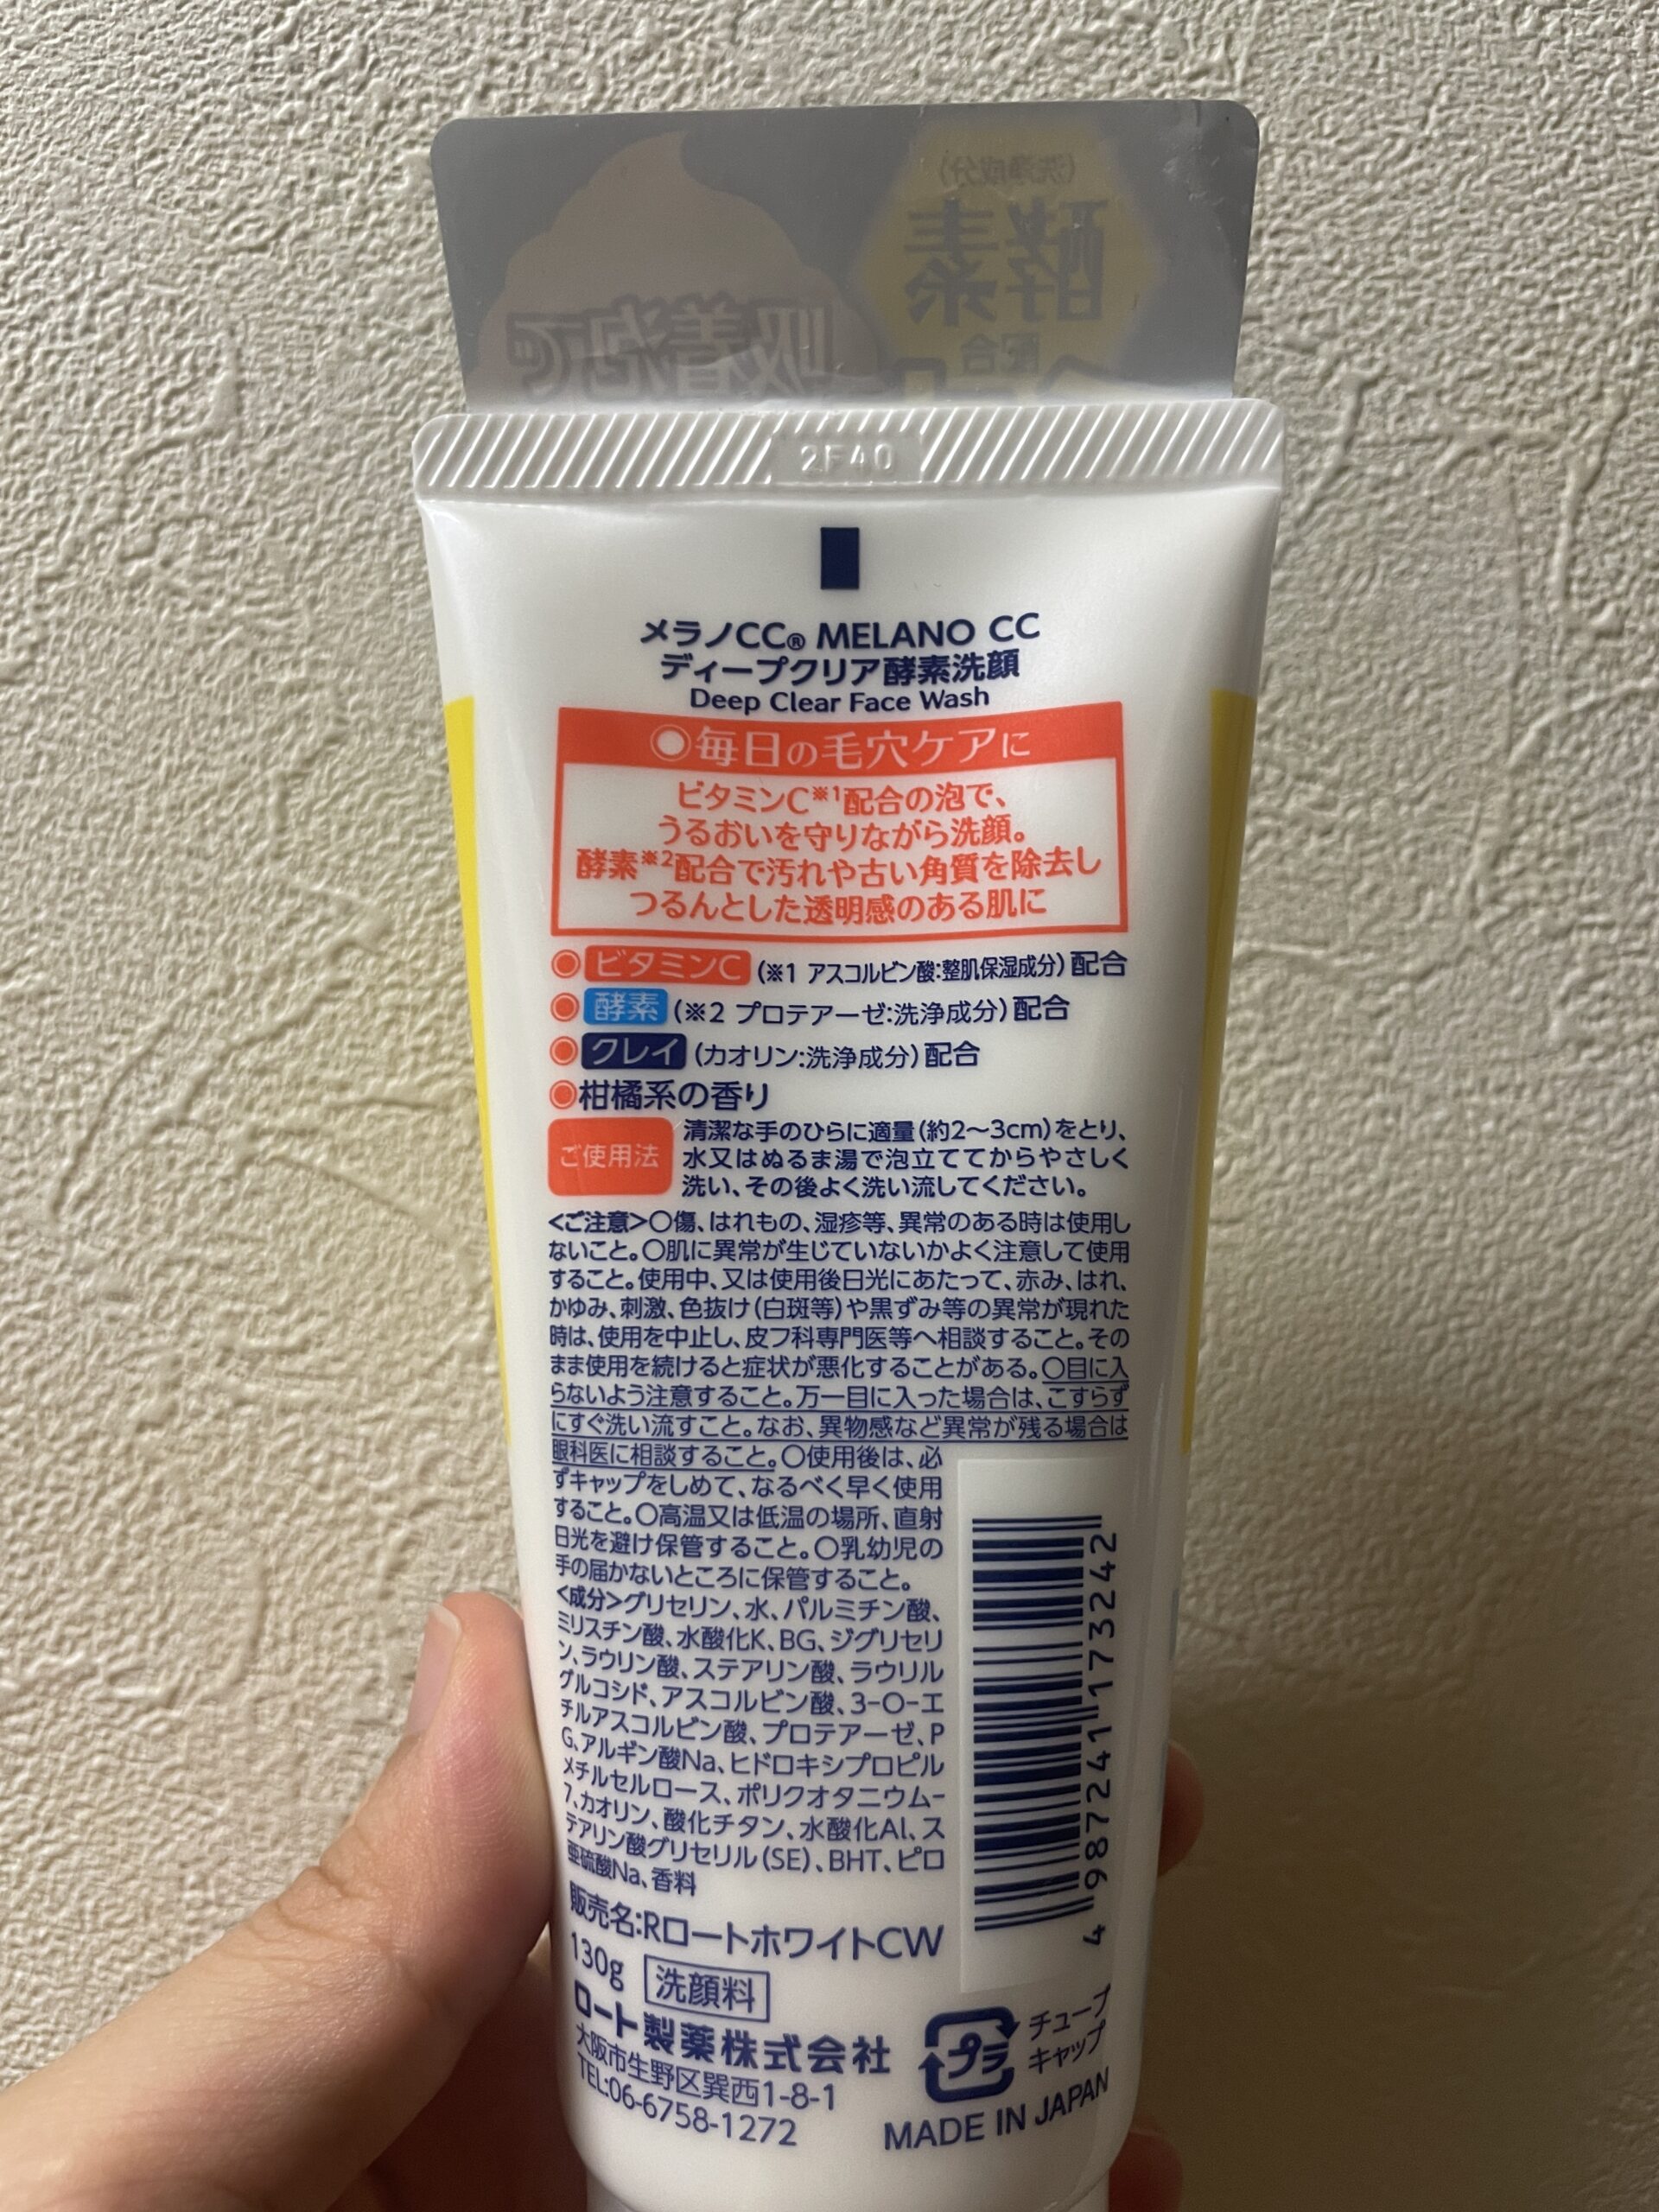 (洗浄成分)
酵素
配合
吸着泡で
2F40
メラノCC® MELANO CC
ディープクリア酵素洗顔
Deep Clear Face Wash
◎毎日の毛穴ケアに
ビタミンC※1配合の泡で、
うるおいを守りながら洗顔。
酵素※2配合で汚れや古い角質を除去し
つるんとした透明感のある肌に
◉ビタミンC(※1 アスコルビン酸:整肌保湿成分)配合
◉酵素(※2 プロテアーゼ:洗浄成分)配合
◉クレイ(カオリン:洗浄成分)配合
◉柑橘系の香り
ご使用法
清潔な手のひらに適量(約2〜3cm)をとり、
水又はぬるま湯で泡立ててからやさしく
洗い、その後よく洗い流してください。
<ご注意>〇傷、はれもの、湿疹等、異常のある時は使用し
ないこと。〇肌に異常が生じていないかよく注意して使用
すること。使用中、又は使用後日光にあたって、赤み、はれ、
かゆみ、刺激、色抜け(白斑等)や黒ずみ等の異常が現れた
時は、使用を中止し、皮フ科専門医等へ相談すること。その
まま使用を続けると症状が悪化することがある。〇目に入
らないよう注意すること。万一目に入った場合は、こすらず
にすぐ洗い流すこと。なお、異物感など異常が残る場合は
眼科医に相談すること。〇使用後は、必
ずキャップをしめて、なるべく早く使用
すること。〇高温又は低温の場所、直射
日光を避け保管すること。〇乳幼児の
手の届かないところに保管すること。
<成分>グリセリン、水、パルミチン酸、
ミリスチン酸、水酸化K、BG、ジグリセリ
ン、ラウリン酸、ステアリン酸、ラウリル
グルコシド、アスコルビン酸、3-O-エ
チルアスコルビン酸、プロテアーゼ、P
G、アルギン酸Na、ヒドロキシプロピル
メチルセルロース、ポリクオタニウム-
7、カオリン、酸化チタン、水酸化Al、ス
テアリン酸グリセリル(SE)、BHT、ピロ
亜硫酸Na、香料
4 987241 173242
販売名:RロートホワイトCW
130g 洗顔料
ロート製薬株式会社
大阪市生野区巽西1-8-1
TEL:06-6758-1272
プラ
チューブ
キャップ
MADE IN JAPAN